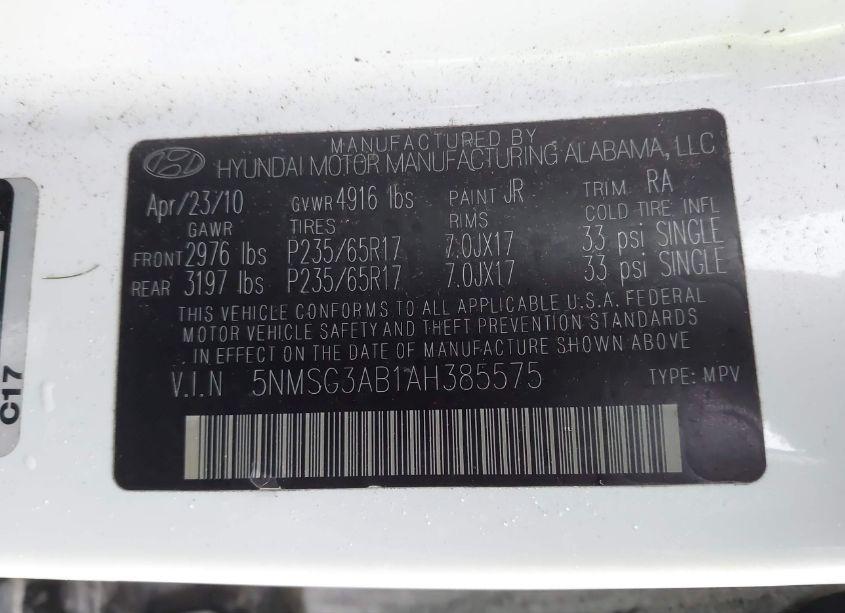 MANUFACTURED BY
HYUNDAI MOTOR MANUFACTURING ALABAMA, LLC
Apr/23/10 GVWR 4916 lbs PAINT JR TRIM RA
GAWR TIRES RIMS COLD TIRE INFL
FRONT 2976 lbs P235/65R17 7.0JX17 33 psi SINGLE
REAR 3197 lbs P235/65R17 7.0JX17 33 psi SINGLE
THIS VEHICLE CONFORMS TO ALL APPLICABLE U.S.A. FEDERAL
MOTOR VEHICLE SAFETY AND THEFT PREVENTION STANDARDS
IN EFFECT ON THE DATE OF MANUFACTURE SHOWN ABOVE
V.I.N 5NMSG3AB1AH385575 TYPE: MPV
C17